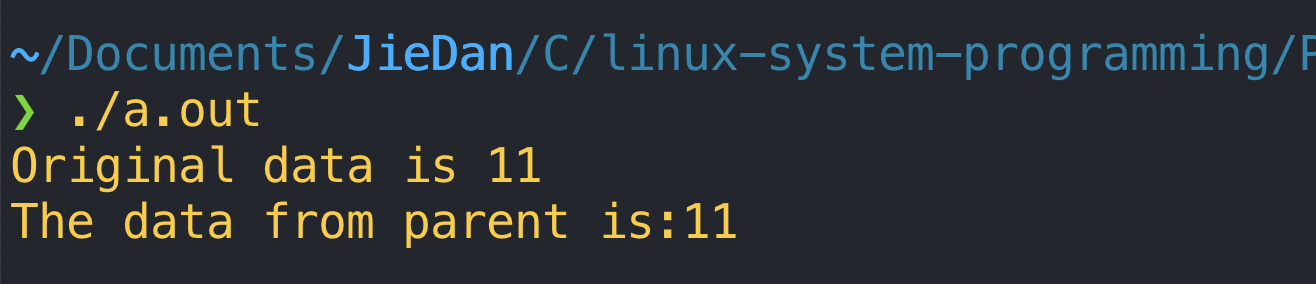 ~/Documents/JieDan/C/linux-system-programming/
❯ ./a.out
Original data is 11
The data from parent is:11